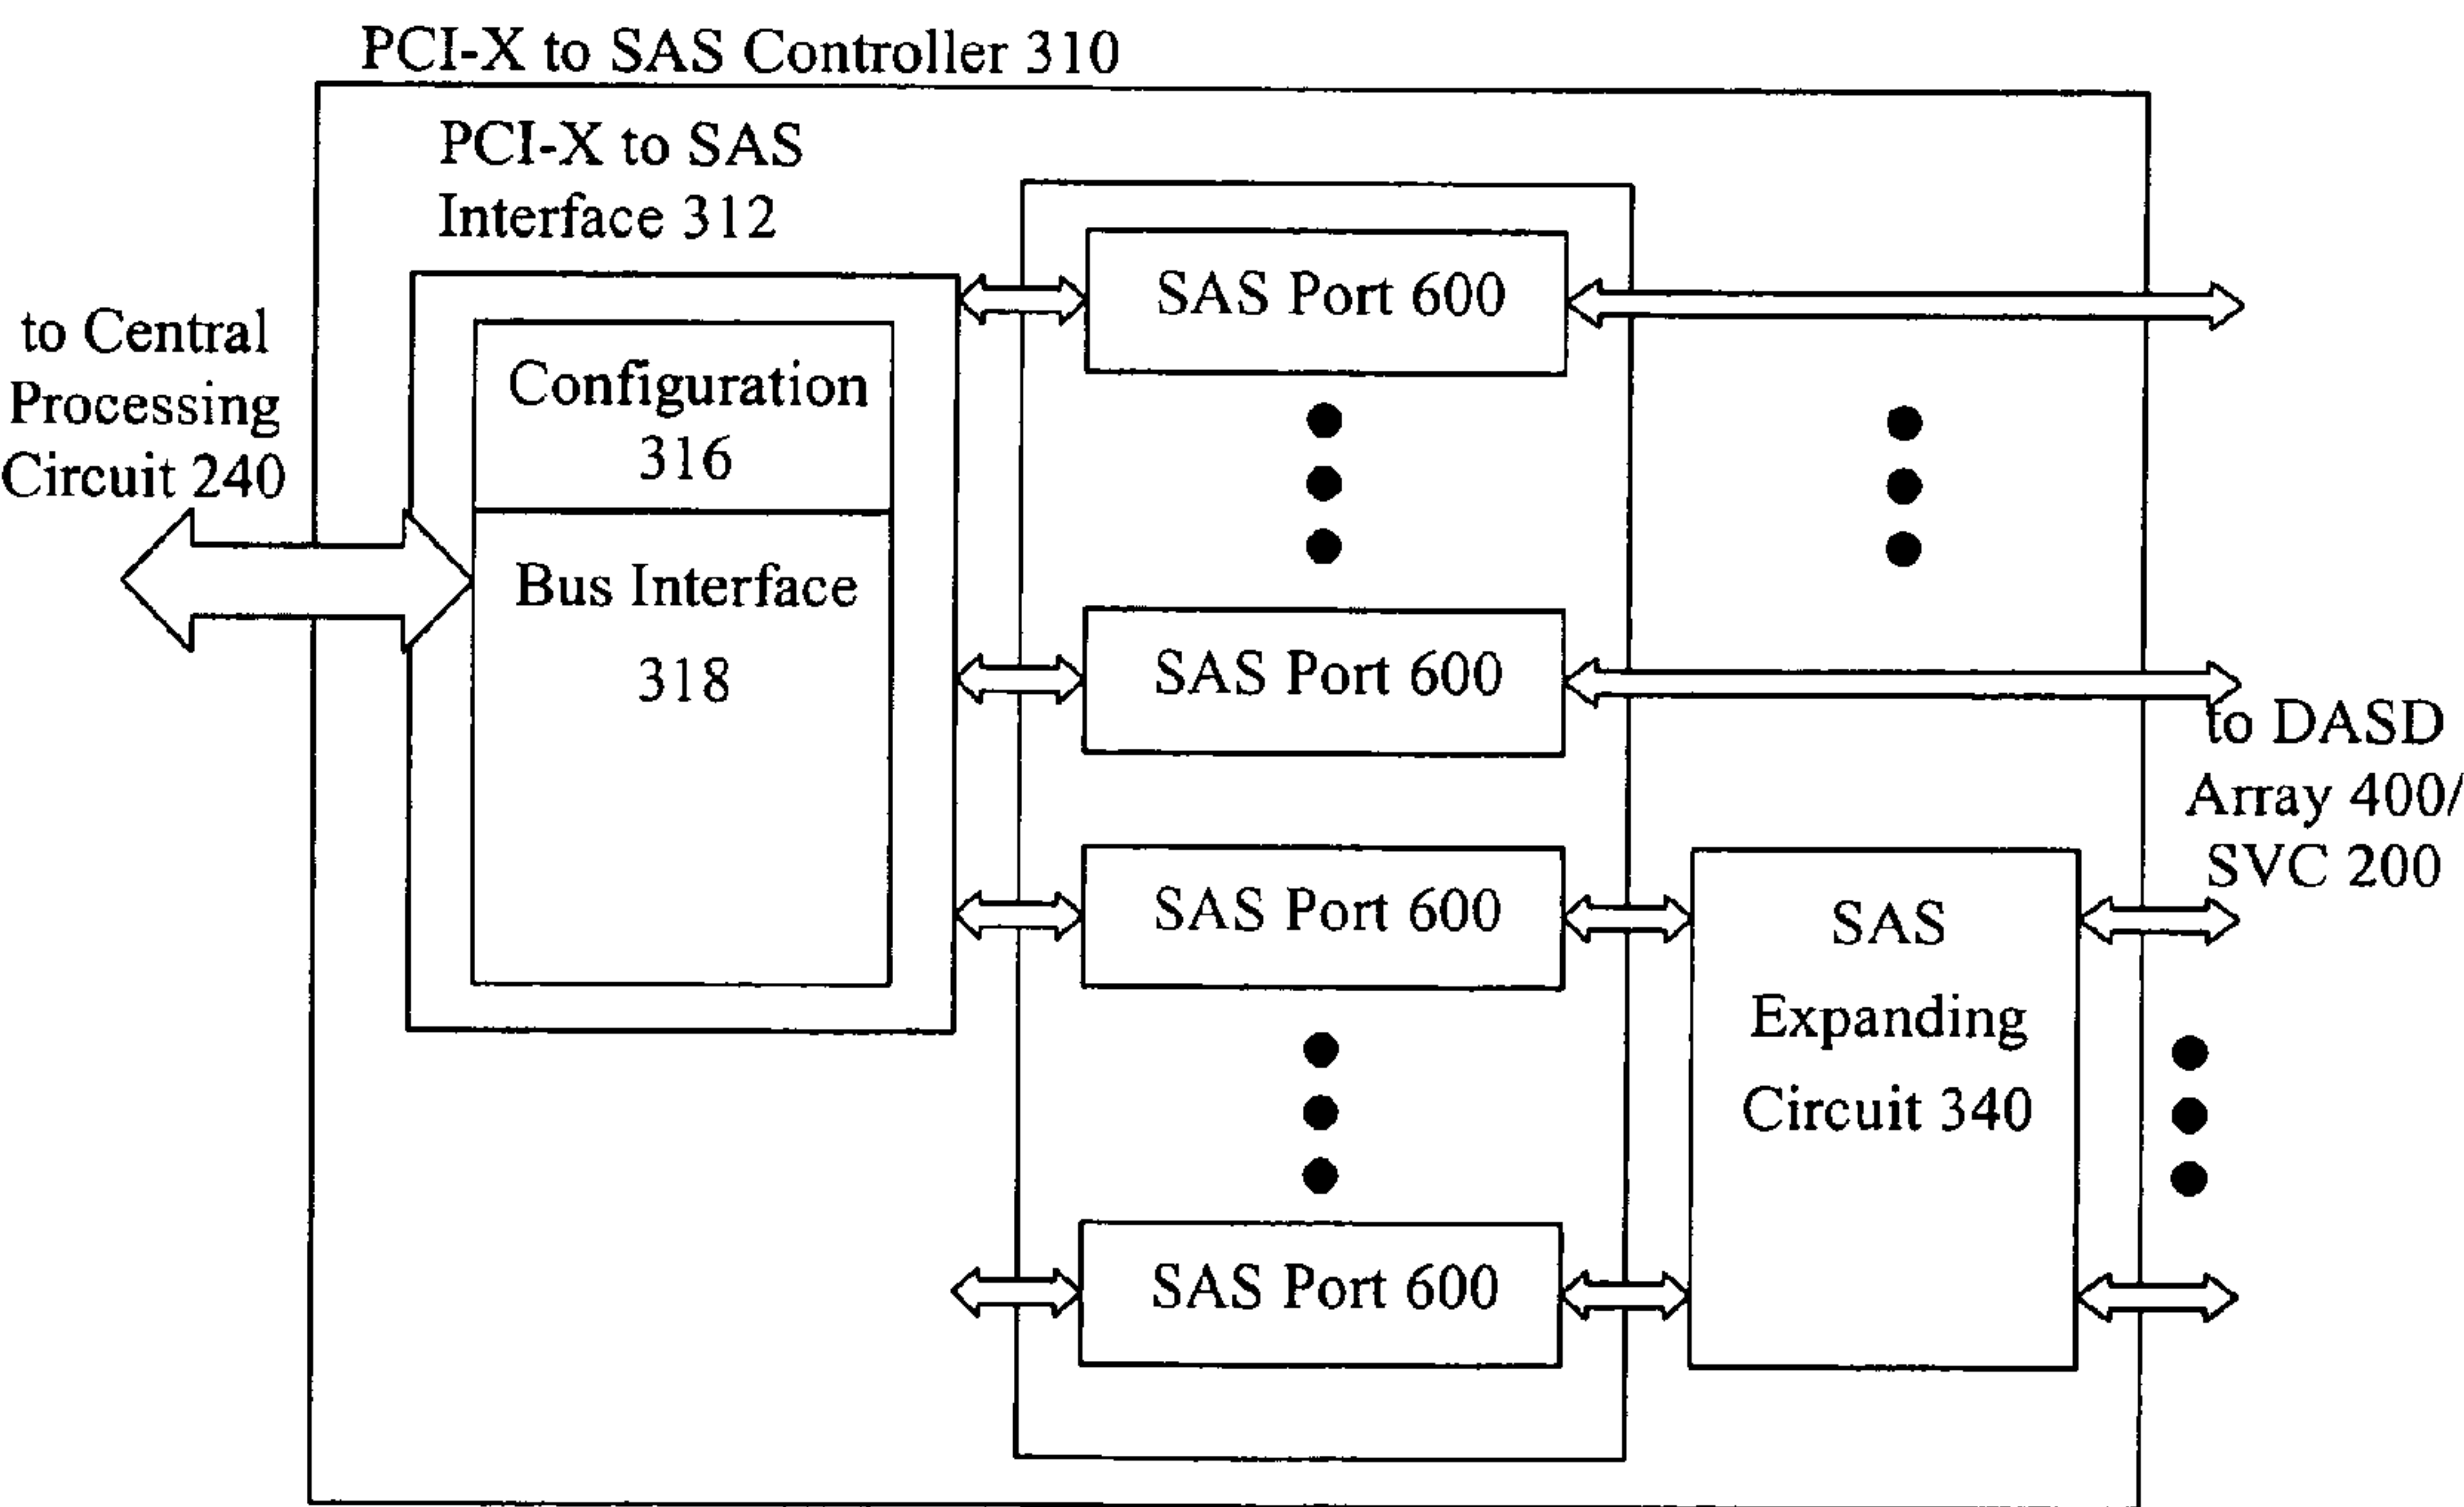 PCI-X to SAS Controller 310
PCI-X to SAS
Interface 312
to Central
Processing
Circuit 240
Configuration
316
Bus Interface
318
SAS Port 600
SAS Port 600
SAS Port 600
SAS Port 600
SAS
Expanding
Circuit 340
to DASD
Array 400/
SVC 200